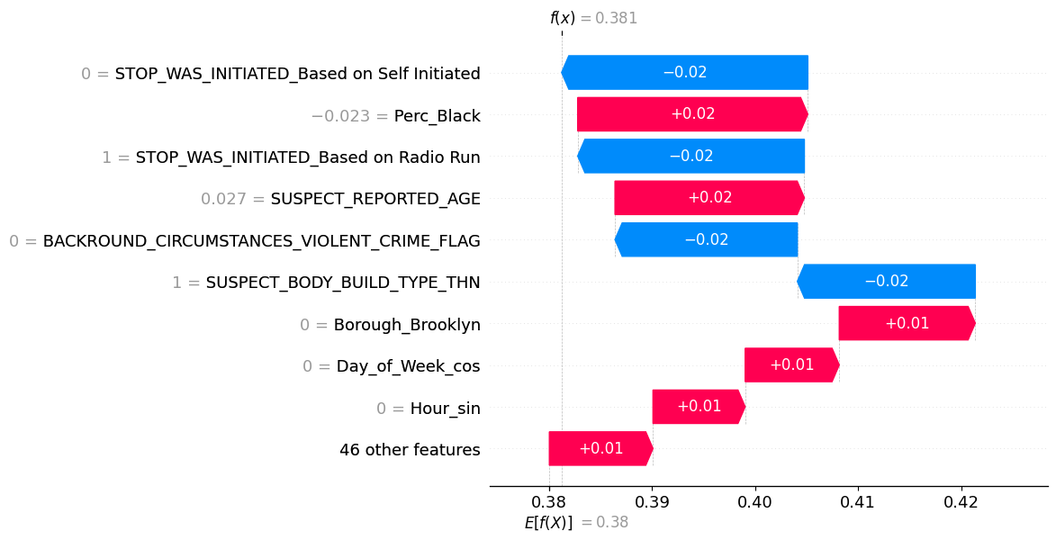 f(x) = 0.381
0 = STOP_WAS_INITIATED_Based on Self Initiated
−0.02
−0.023 = Perc_Black
+0.02
1 = STOP_WAS_INITIATED_Based on Radio Run
−0.02
0.027 = SUSPECT_REPORTED_AGE
+0.02
0 = BACKROUND_CIRCUMSTANCES_VIOLENT_CRIME_FLAG
−0.02
1 = SUSPECT_BODY_BUILD_TYPE_THN
−0.02
0 = Borough_Brooklyn
+0.01
0 = Day_of_Week_cos
+0.01
0 = Hour_sin
+0.01
46 other features
+0.01
0.38 0.39 0.40 0.41 0.42
E[f(X)] = 0.38